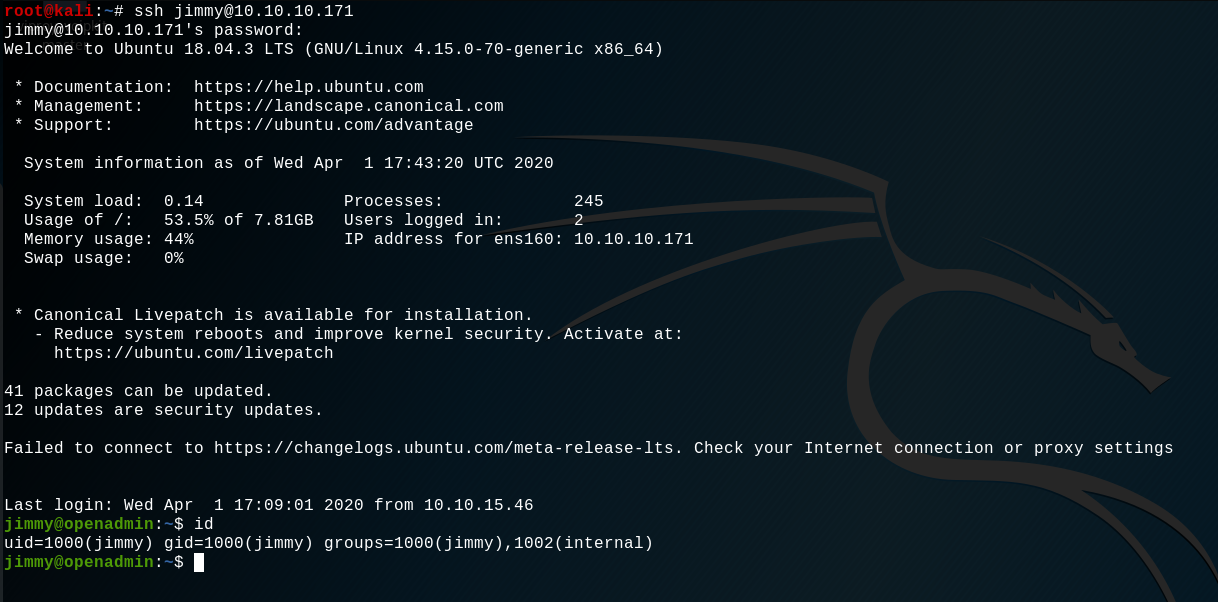 root@kali:~# ssh jimmy@10.10.10.171
jimmy@10.10.10.171's password:
Welcome to Ubuntu 18.04.3 LTS (GNU/Linux 4.15.0-70-generic x86_64)

 * Documentation:  https://help.ubuntu.com
 * Management:     https://landscape.canonical.com
 * Support:        https://ubuntu.com/advantage

  System information as of Wed Apr  1 17:43:20 UTC 2020

  System load:  0.14               Processes:             245
  Usage of /:   53.5% of 7.81GB   Users logged in:       2
  Memory usage: 44%               IP address for ens160: 10.10.10.171
  Swap usage:   0%

 * Canonical Livepatch is available for installation.
   - Reduce system reboots and improve kernel security. Activate at:
     https://ubuntu.com/livepatch

41 packages can be updated.
12 updates are security updates.

Failed to connect to https://changelogs.ubuntu.com/meta-release-lts. Check your Internet connection or proxy settings

Last login: Wed Apr  1 17:09:01 2020 from 10.10.15.46
jimmy@openadmin:~$ id
uid=1000(jimmy) gid=1000(jimmy) groups=1000(jimmy),1002(internal)
jimmy@openadmin:~$